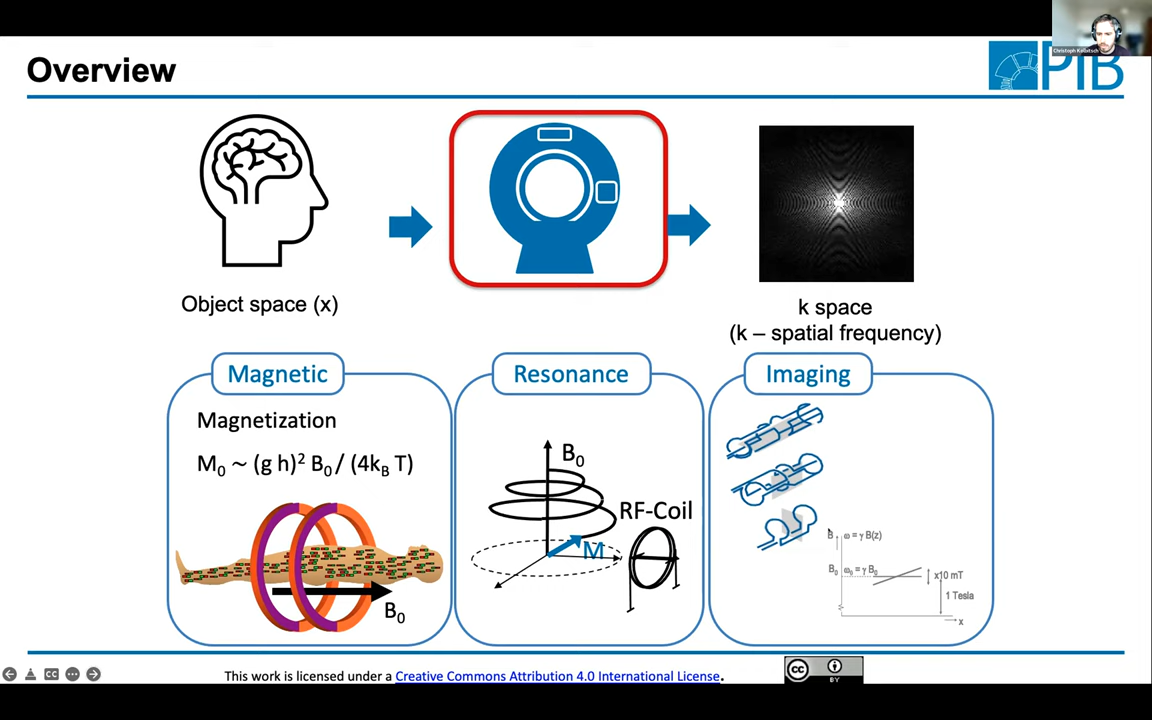 Christoph Kolbitsch
Overview
PTB
Object space (x)
k space
(k – spatial frequency)
Magnetic
Magnetization
M₀ ~ (g h)² B₀ / (4k_B T)
B₀
Resonance
B₀
RF-Coil
M
Imaging
B ω = γ B(z)
B₀ ω₀ = γ B₀
x10 mT
1 Tesla
x
This work is licensed under a Creative Commons Attribution 4.0 International License.
CC
BY